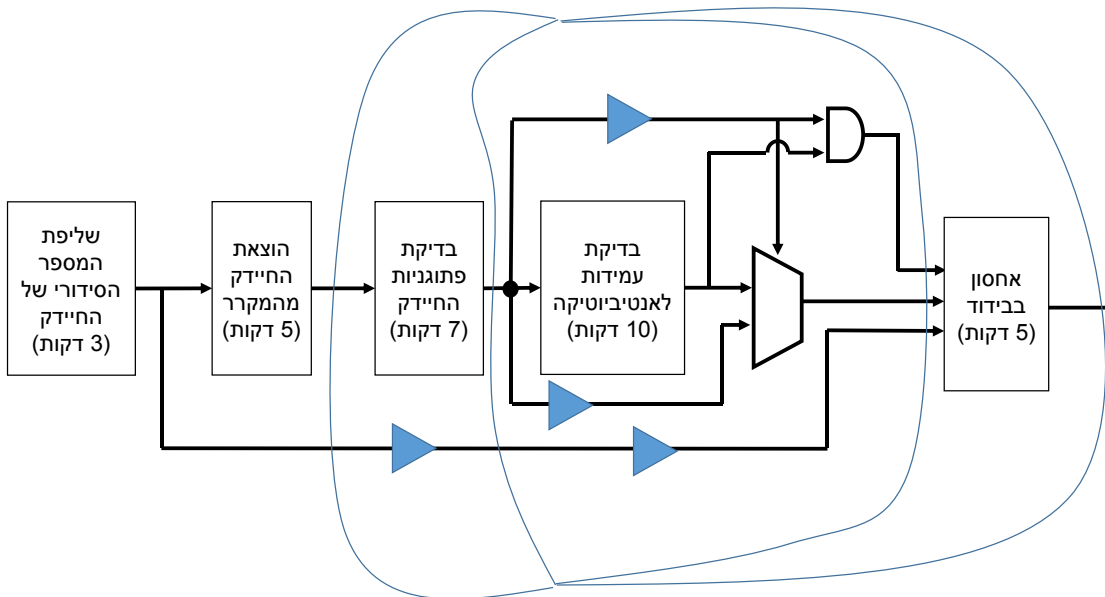 שליפת
המספר
הסידורי של
החיידק
(3 דקות)
הוצאת
החיידק
מהמקרר
(5 דקות)
בדיקת
פתוגניות
החיידק
(7 דקות)
בדיקת
עמידות
לאנטיביוטיקה
(10 דקות)
אחסון
בבידוד
(5 דקות)